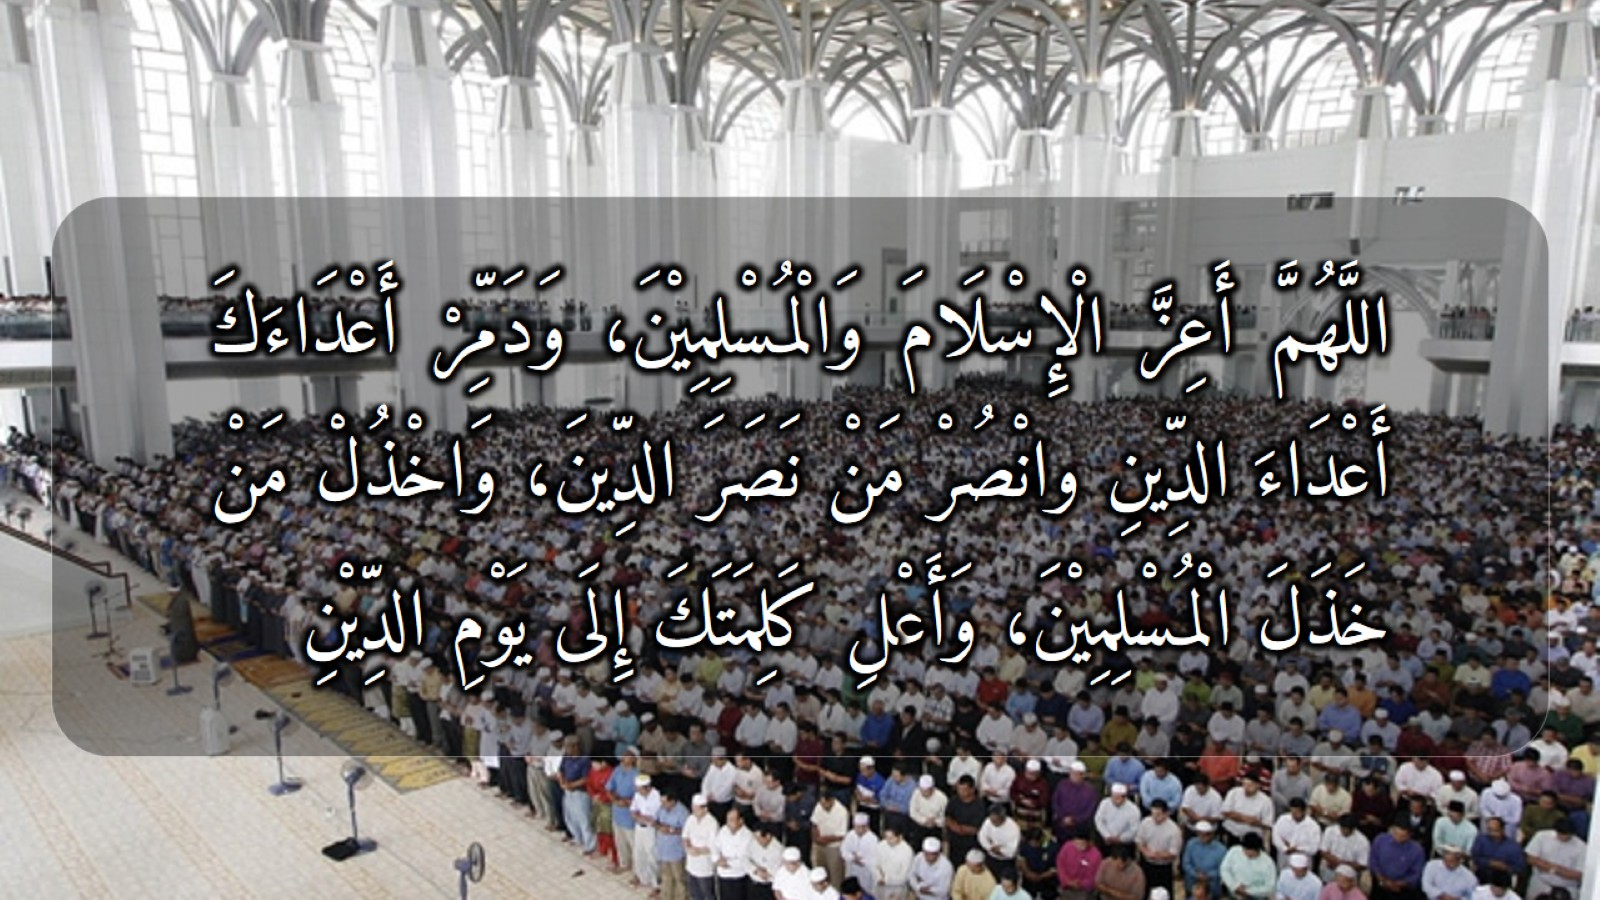 اللَّهُمَّ أَعِزَّ الْإِسْلَامَ وَالْمُسْلِمِيْنَ، وَدَمِّرْ أَعْدَاءَكَ
أَعْدَاءَ الدِّينِ وانْصُرْ مَنْ نَصَرَ الدِّينَ، وَاخْذُلْ مَنْ
خَذَلَ الْمُسْلِمِيْنَ، وَأَعْلِ كَلِمَتَكَ إِلَى يَوْمِ الدِّيْنِ